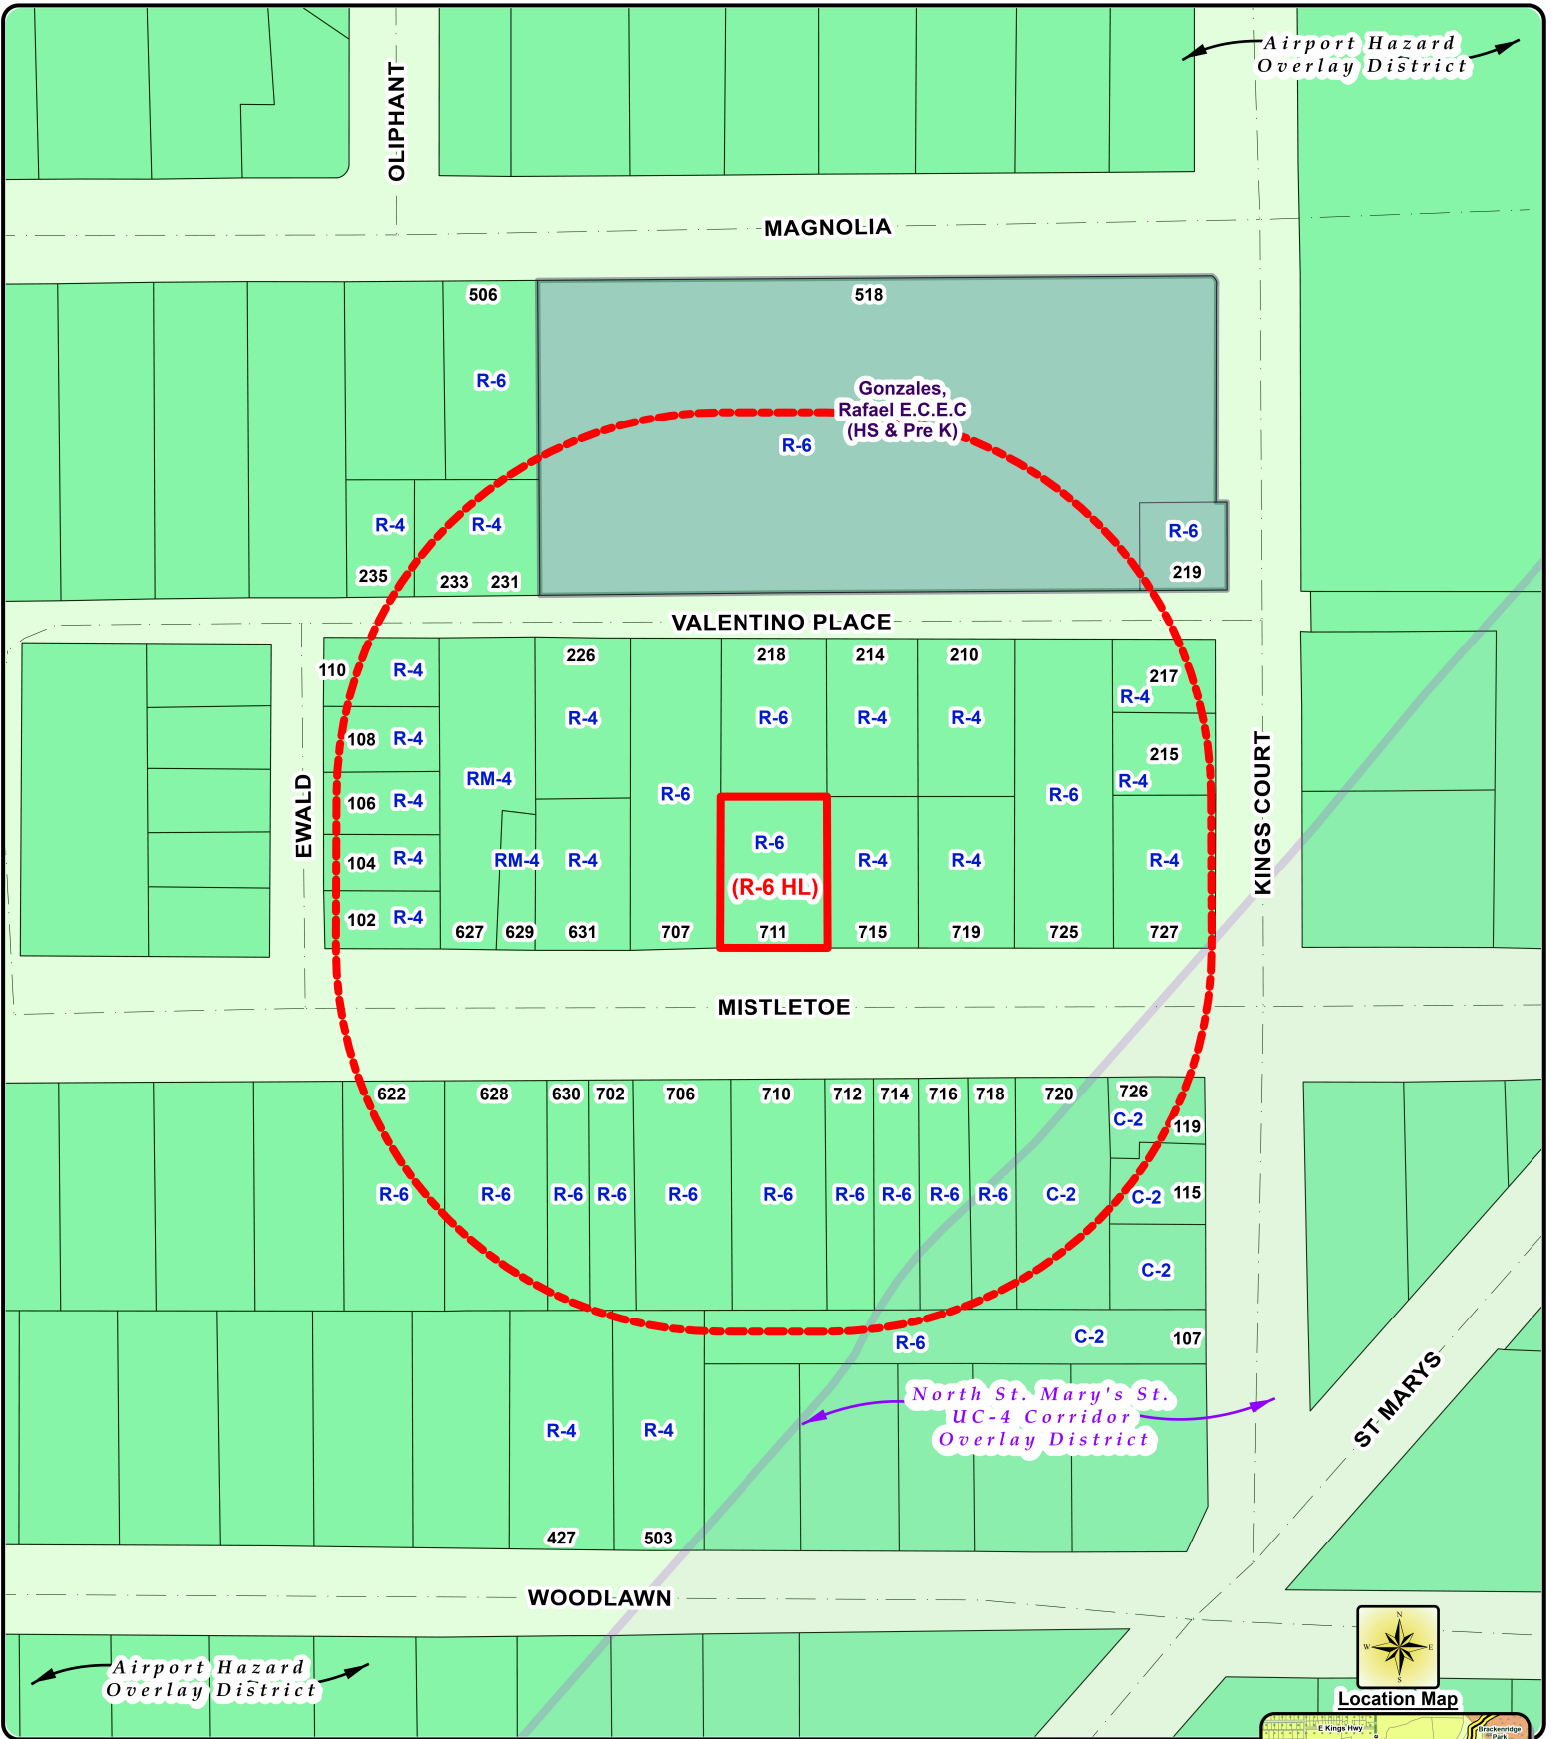 Airport Hazard
Overlay District
OLIPHANT
MAGNOLIA
506
518
R-6
Gonzales,
Rafael E.C.E.C
(HS & Pre K)
R-6
R-4
R-4
R-6
235
233
231
219
VALENTINO PLACE
110
R-4
226
218
214
210
217
R-4
R-4
R-6
R-4
R-4
108
R-4
215
R-4
RM-4
R-6
R-6
106
R-4
EWALD
KINGS COURT
R-6
104
R-4
RM-4
R-4
(R-6 HL)
R-4
R-4
R-4
102
R-4
627
629
631
707
711
715
719
725
727
MISTLETOE
622
628
630
702
706
710
712
714
716
718
720
726
C-2
119
R-6
R-6
R-6
R-6
R-6
R-6
R-6
R-6
R-6
R-6
C-2
C-2
115
C-2
R-6
C-2
107
North St. Mary's St.
UC-4 Corridor
Overlay District
ST MARYS
R-4
R-4
427
503
WOODLAWN
Airport Hazard
Overlay District
N
W
E
S
Location Map
E Kings Hwy
Brackenridge
Park